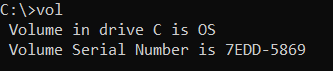 C:\>vol
Volume in drive C is OS
Volume Serial Number is 7EDD-5869